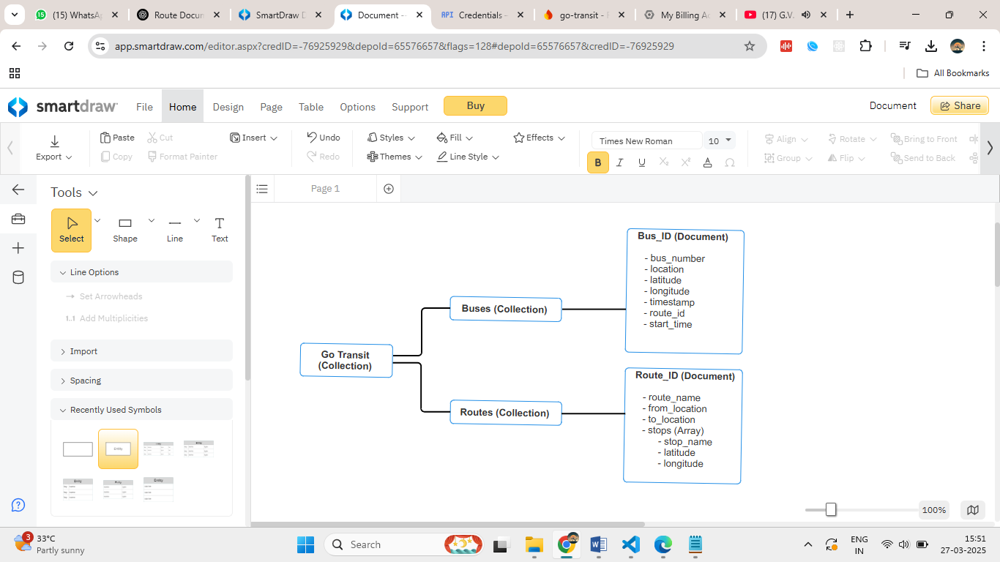 (15) WhatsA
Route Docun
SmartDraw D
Document -
Credentials -
go-transit - F
My Billing Ac
(17) G.V.
app.smartdraw.com/editor.aspx?credID=-76925929&depoId=65576657&flags=128#depoId=65576657&credID=-76925929
All Bookmarks
smartdraw
File
Home
Design
Page
Table
Options
Support
Buy
Document
Share
Export
Paste
Cut
Copy
Format Painter
Insert
Undo
Redo
Styles
Themes
Fill
Line Style
Effects
Times New Roman
10
B
I
U
X₂
X²
A
Ω
Align
Rotate
Bring to Front
Group
Flip
Send to Back
Tools
Page 1
Select
Shape
Line
T
Text
Line Options
Set Arrowheads
1..1 Add Multiplicities
Import
Spacing
Recently Used Symbols
Entity
Go Transit
(Collection)
Buses (Collection)
Routes (Collection)
Bus_ID (Document)
- bus_number
- location
- latitude
- longitude
- timestamp
- route_id
- start_time
Route_ID (Document)
- route_name
- from_location
- to_location
- stops (Array)
- stop_name
- latitude
- longitude
100%
3
33°C
Partly sunny
Search
ENG
IN
15:51
27-03-2025